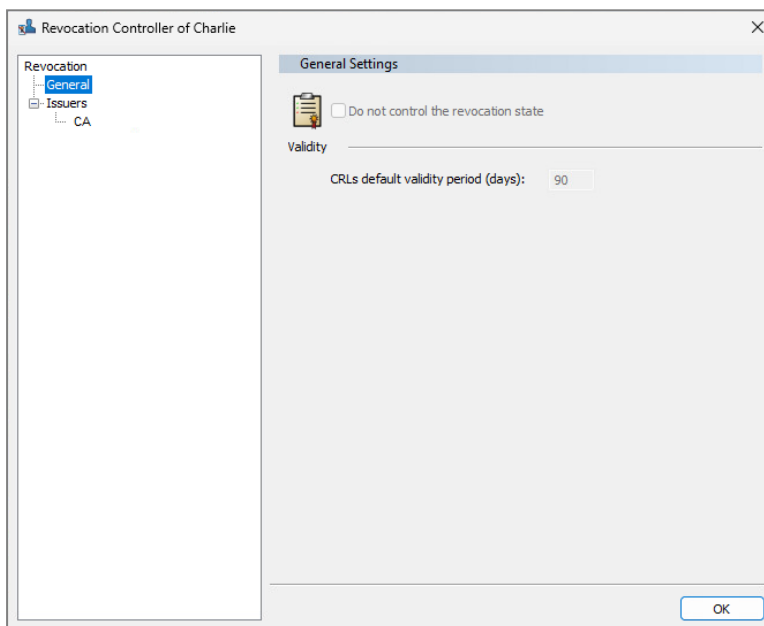 Revocation Controller of Charlie
Revocation
General
Issuers
CA
General Settings
Do not control the revocation state
Validity
CRLs default validity period (days): 90
OK